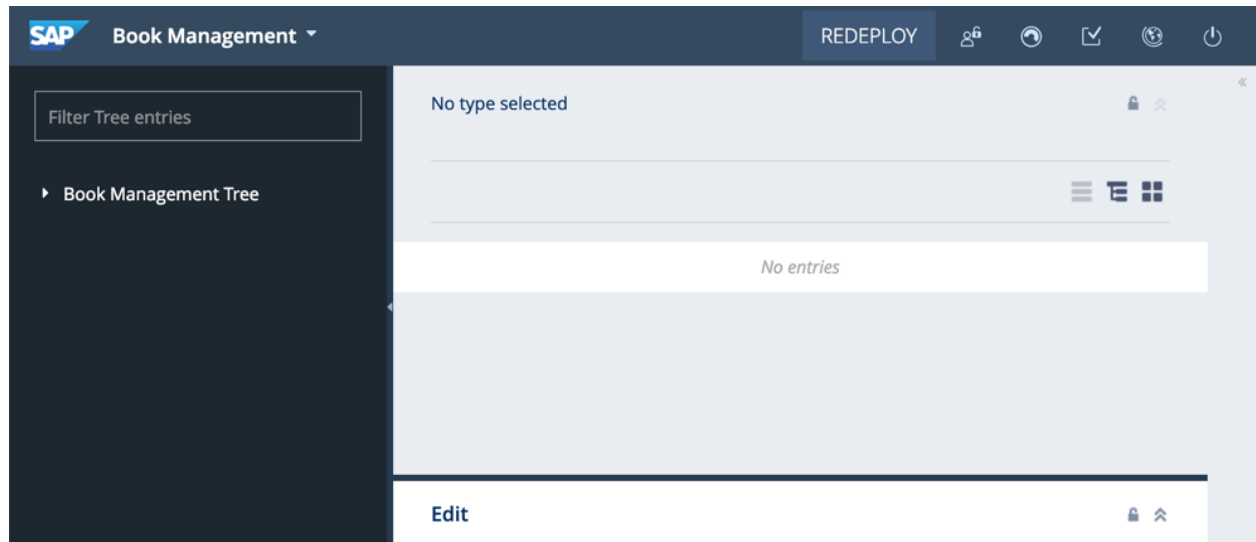 SAP Book Management REDEPLOY
Filter Tree entries
No type selected
Book Management Tree
No entries
Edit